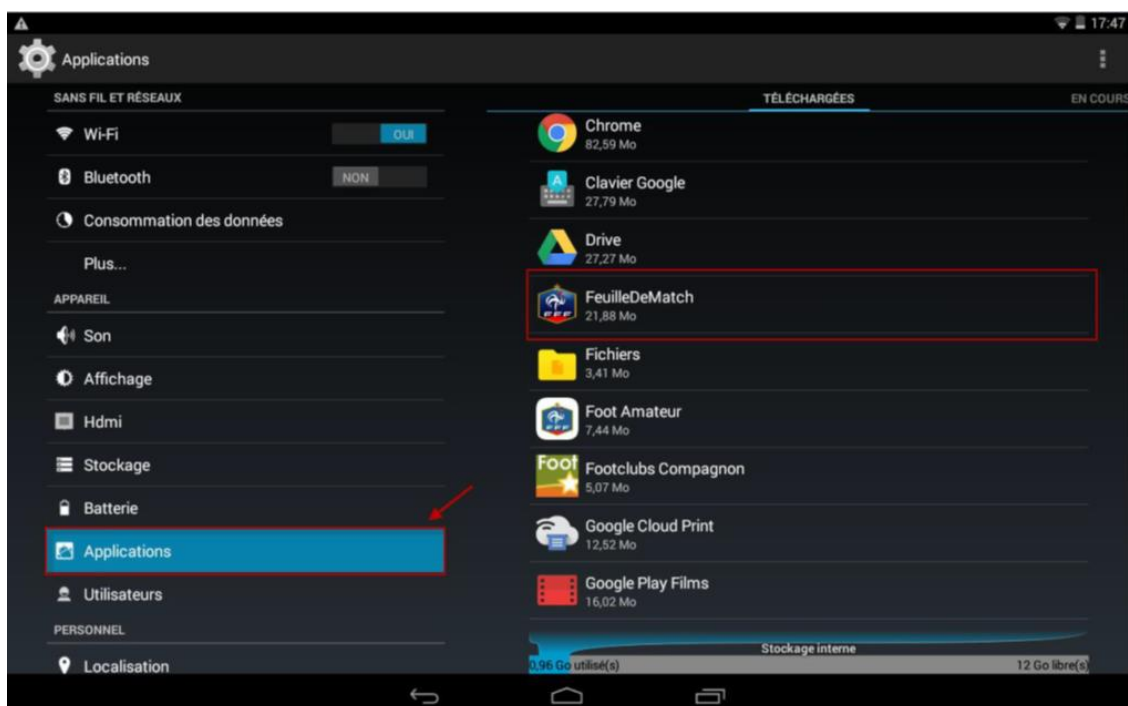 17:47
Applications
SANS FIL ET RÉSEAUX
Wi-Fi
OUI
Bluetooth
NON
Consommation des données
Plus...
APPAREIL
Son
Affichage
Hdmi
Stockage
Batterie
Applications
Utilisateurs
PERSONNEL
Localisation
TÉLÉCHARGÉES
EN COURS
Chrome
82,59 Mo
Clavier Google
27,79 Mo
Drive
27,27 Mo
FeuilleDeMatch
21,88 Mo
Fichiers
3,41 Mo
Foot Amateur
7,44 Mo
Foot
Footclubs Compagnon
5,07 Mo
Google Cloud Print
12,52 Mo
Google Play Films
16,02 Mo
Stockage interne
0,96 Go utilisé(s)
12 Go libre(s)